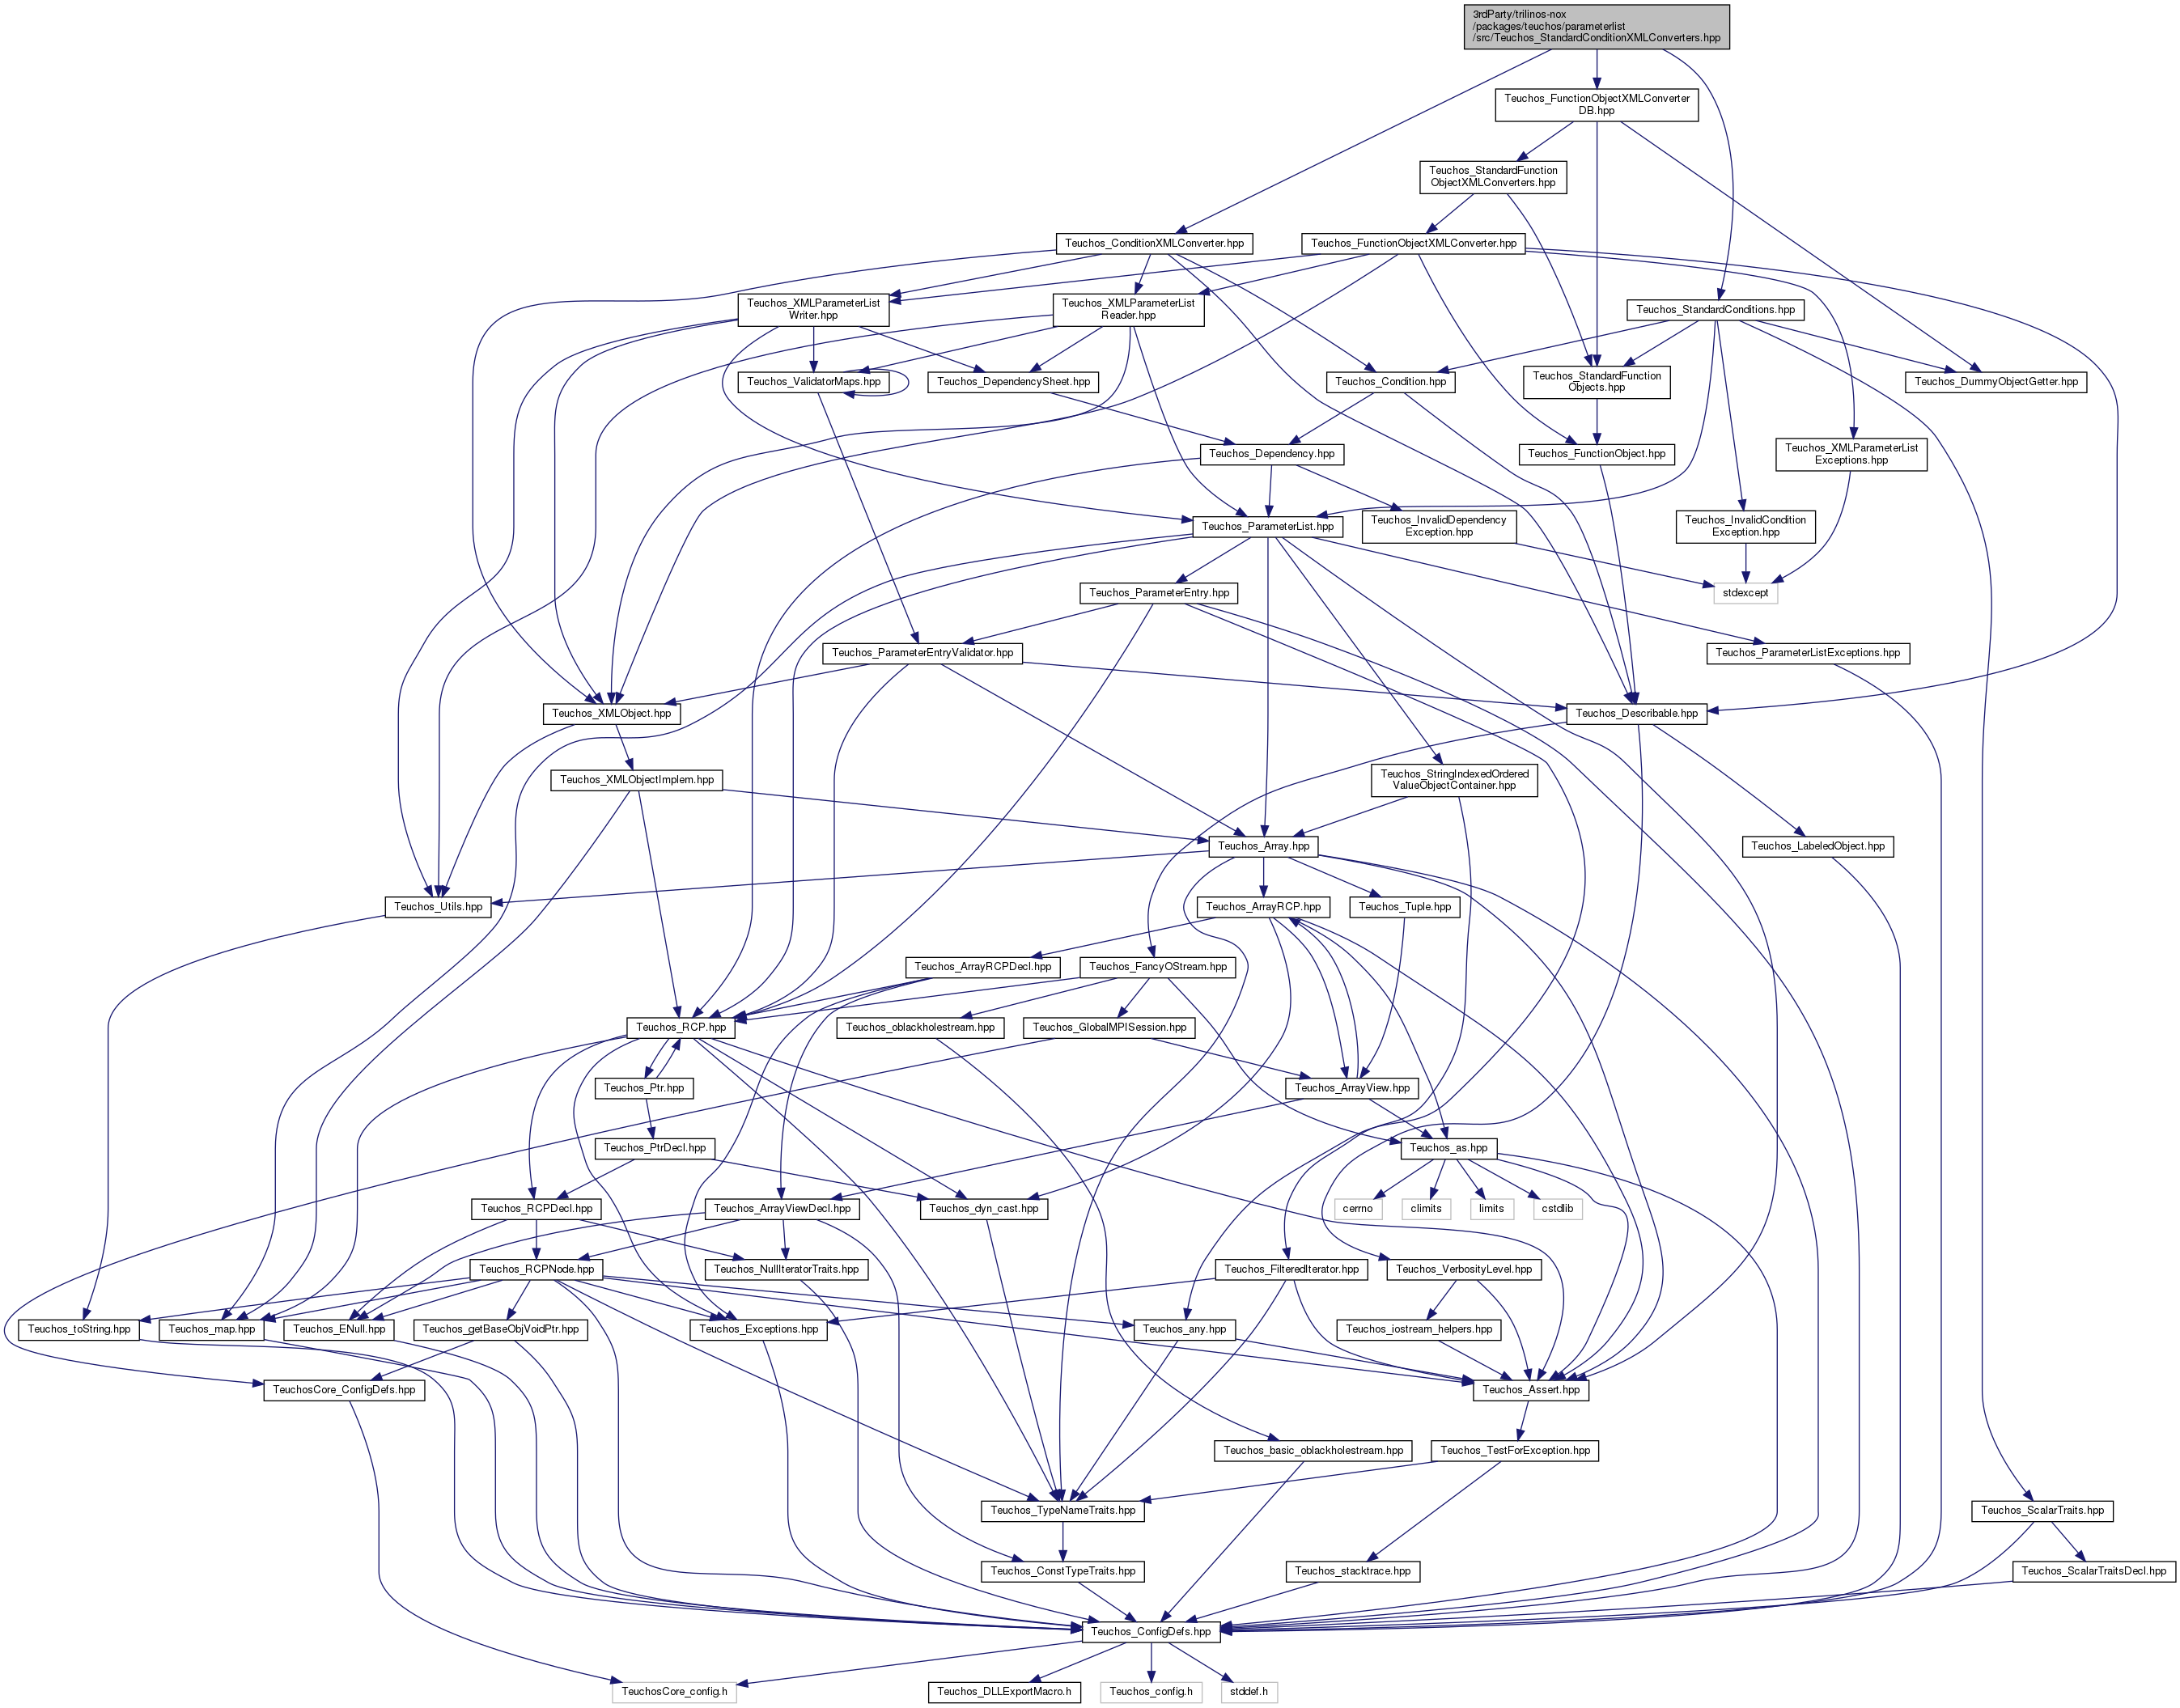 3rdParty/trilinos-nox
/packages/teuchos/parameterlist
/src/Teuchos_StandardConditionXMLConverters.hpp
Teuchos_FunctionObjectXMLConverter
DB.hpp
Teuchos_StandardFunction
ObjectXMLConverters.hpp
Teuchos_ConditionXMLConverter.hpp
Teuchos_FunctionObjectXMLConverter.hpp
Teuchos_XMLParameterList
Writer.hpp
Teuchos_XMLParameterList
Reader.hpp
Teuchos_StandardConditions.hpp
Teuchos_ValidatorMaps.hpp
Teuchos_DependencySheet.hpp
Teuchos_Condition.hpp
Teuchos_StandardFunction
Objects.hpp
Teuchos_DummyObjectGetter.hpp
Teuchos_Dependency.hpp
Teuchos_FunctionObject.hpp
Teuchos_XMLParameterList
Exceptions.hpp
Teuchos_ParameterList.hpp
Teuchos_InvalidDependency
Exception.hpp
Teuchos_InvalidCondition
Exception.hpp
Teuchos_ParameterEntry.hpp
stdexcept
Teuchos_ParameterEntryValidator.hpp
Teuchos_ParameterListExceptions.hpp
Teuchos_XMLObject.hpp
Teuchos_Describable.hpp
Teuchos_XMLObjectImplem.hpp
Teuchos_StringIndexedOrdered
ValueObjectContainer.hpp
Teuchos_Array.hpp
Teuchos_LabeledObject.hpp
Teuchos_Utils.hpp
Teuchos_ArrayRCP.hpp
Teuchos_Tuple.hpp
Teuchos_ArrayRCPDecl.hpp
Teuchos_FancyOStream.hpp
Teuchos_RCP.hpp
Teuchos_oblackholestream.hpp
Teuchos_GlobalMPISession.hpp
Teuchos_Ptr.hpp
Teuchos_ArrayView.hpp
Teuchos_PtrDecl.hpp
Teuchos_as.hpp
Teuchos_RCPDecl.hpp
Teuchos_ArrayViewDecl.hpp
Teuchos_dyn_cast.hpp
cerrno
climits
limits
cstdlib
Teuchos_RCPNode.hpp
Teuchos_NullIteratorTraits.hpp
Teuchos_FilteredIterator.hpp
Teuchos_VerbosityLevel.hpp
Teuchos_toString.hpp
Teuchos_map.hpp
Teuchos_ENull.hpp
Teuchos_getBaseObjVoidPtr.hpp
Teuchos_Exceptions.hpp
Teuchos_any.hpp
Teuchos_iostream_helpers.hpp
TeuchosCore_ConfigDefs.hpp
Teuchos_Assert.hpp
Teuchos_basic_oblackholestream.hpp
Teuchos_TestForException.hpp
Teuchos_TypeNameTraits.hpp
Teuchos_ScalarTraits.hpp
Teuchos_ConstTypeTraits.hpp
Teuchos_stacktrace.hpp
Teuchos_ScalarTraitsDecl.hpp
Teuchos_ConfigDefs.hpp
TeuchosCore_config.h
Teuchos_DLLExportMacro.h
Teuchos_config.h
stddef.h